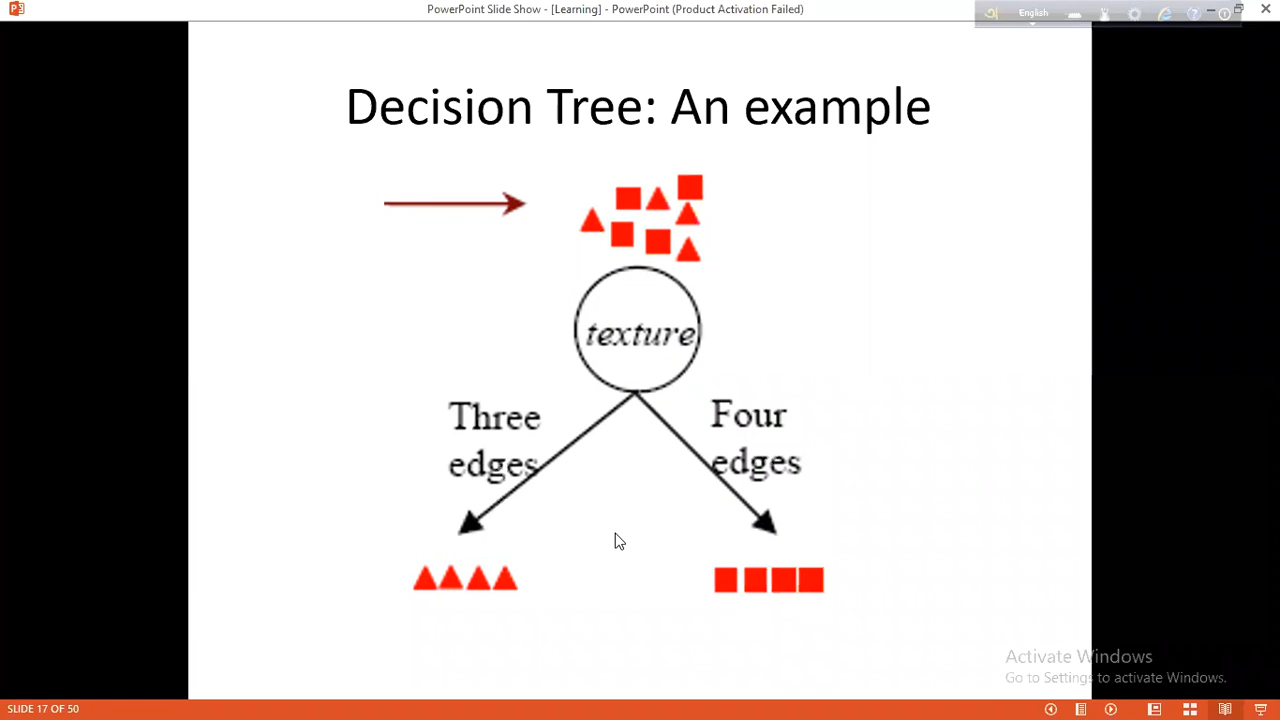 PowerPoint Slide Show - [Learning] - PowerPoint (Product Activation Failed)
English
Decision Tree: An example
texture
Three
edges
Four
edges
Activate Windows
Go to Settings to activate Windows.
SLIDE 17 OF 50